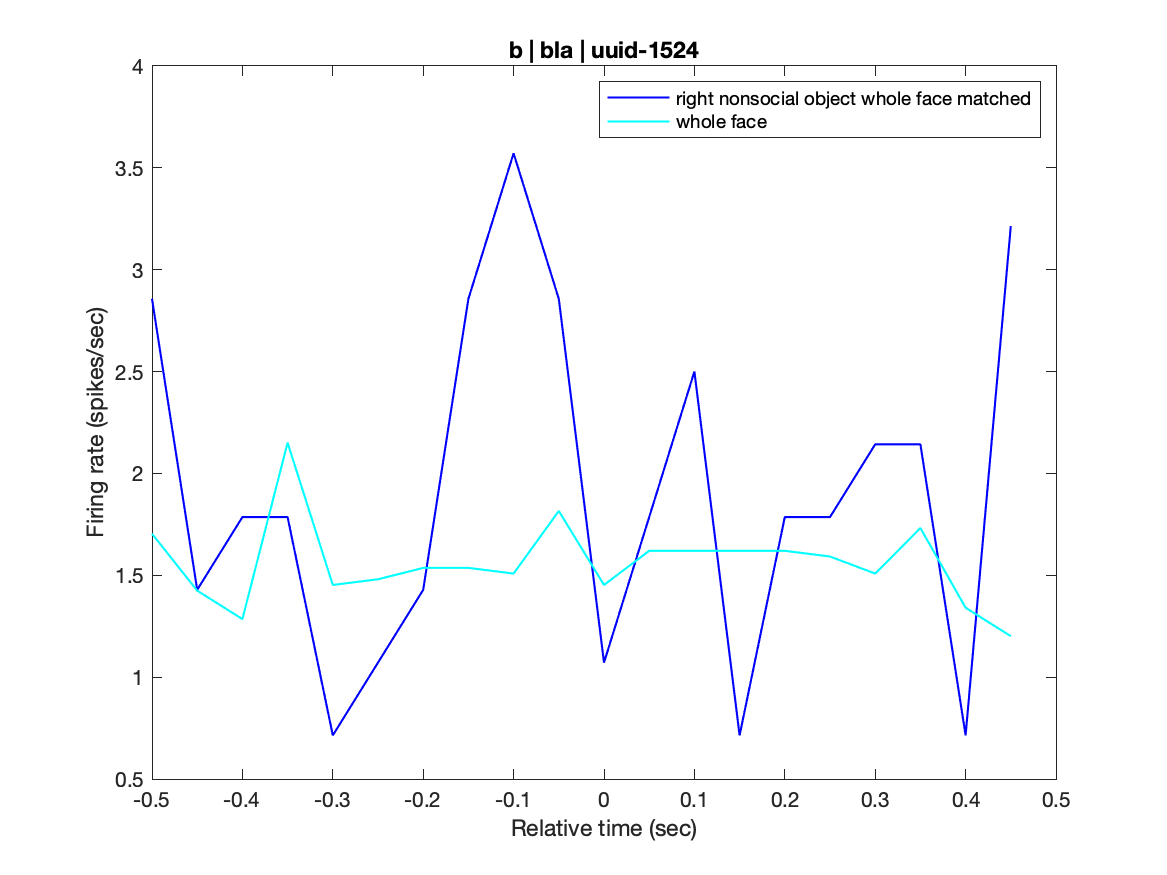 b | bla | uuid-1524
right nonsocial object whole face matched
whole face
4
3.5
3
2.5
2
1.5
1
0.5
Firing rate (spikes/sec)
-0.5 -0.4 -0.3 -0.2 -0.1 0 0.1 0.2 0.3 0.4 0.5
Relative time (sec)